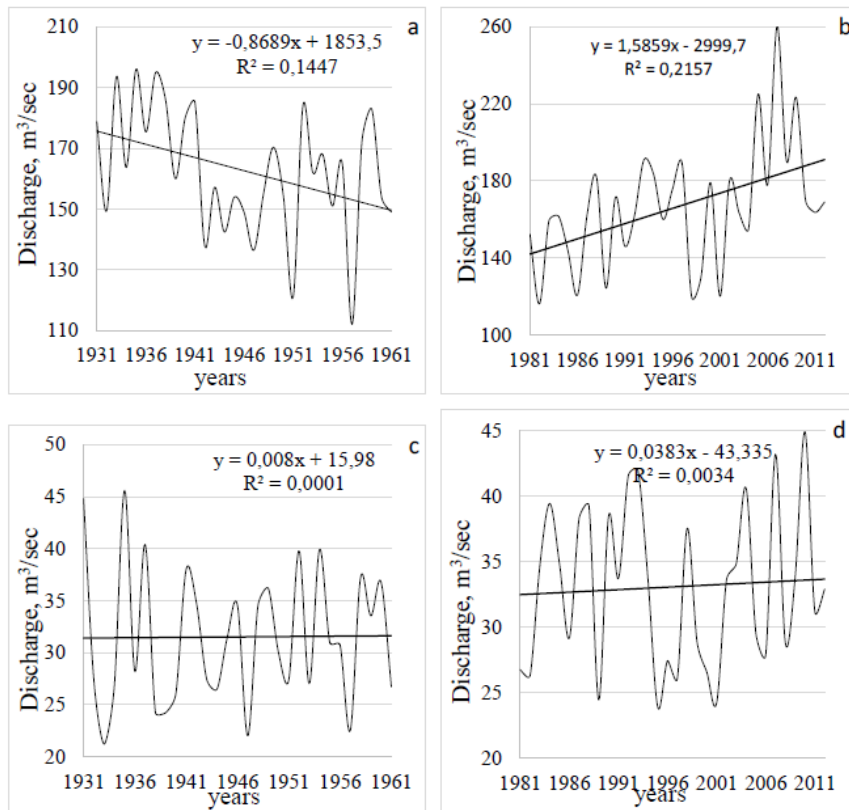 a
y = -0,8689x + 1853,5
R² = 0,1447
Discharge, m³/sec
210
190
170
150
130
110
1931 1936 1941 1946 1951 1956 1961
years
b
y = 1,5859x - 2999,7
R² = 0,2157
Discharge, m³/sec
260
220
180
140
100
1981 1986 1991 1996 2001 2006 2011
years
c
y = 0,008x + 15,98
R² = 0,0001
Discharge, m³/sec
50
45
40
35
30
25
20
1931 1936 1941 1946 1951 1956 1961
years
d
y = 0,0383x - 43,335
R² = 0,0034
Discharge, m³/sec
45
40
35
30
25
20
1981 1986 1991 1996 2001 2006 2011
years